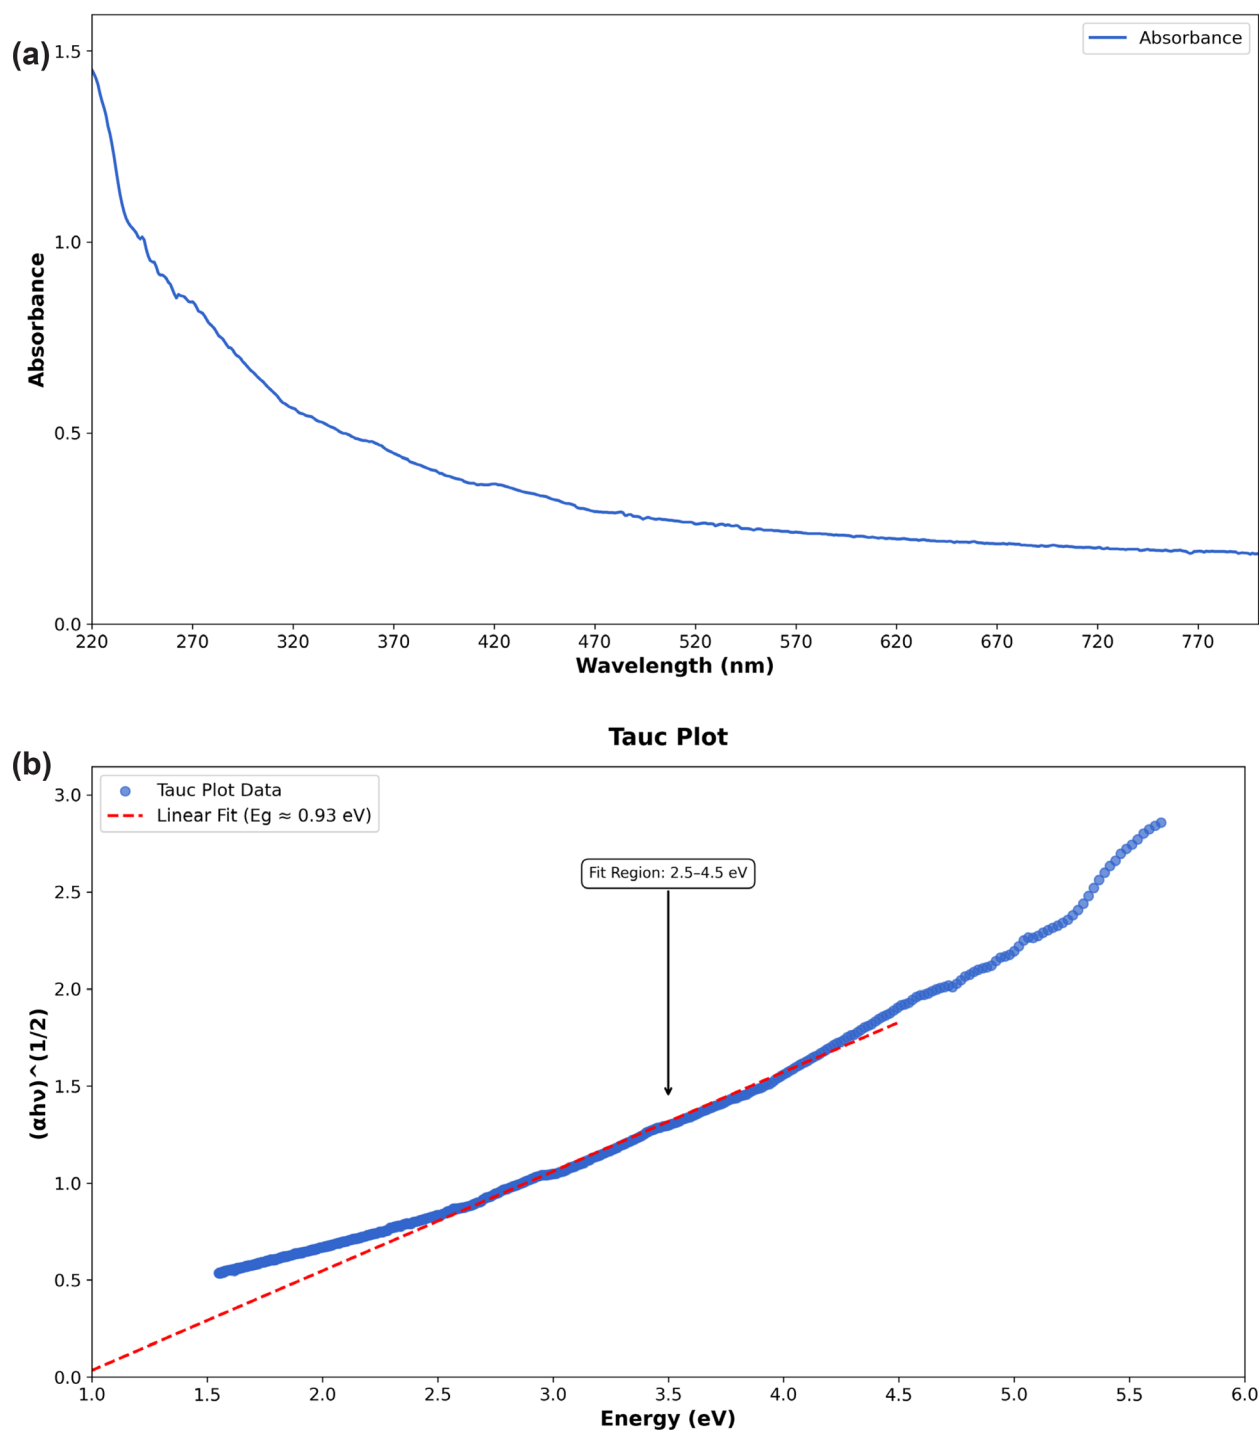 (a)
Absorbance
1.5
1.0
0.5
0.0
Absorbance
220 270 320 370 420 470 520 570 620 670 720 770
Wavelength (nm)
Tauc Plot
(b)
Tauc Plot Data
Linear Fit (Eg ≈ 0.93 eV)
Fit Region: 2.5–4.5 eV
3.0
2.5
2.0
1.5
1.0
0.5
0.0
(αhν)^(1/2)
1.0 1.5 2.0 2.5 3.0 3.5 4.0 4.5 5.0 5.5 6.0
Energy (eV)